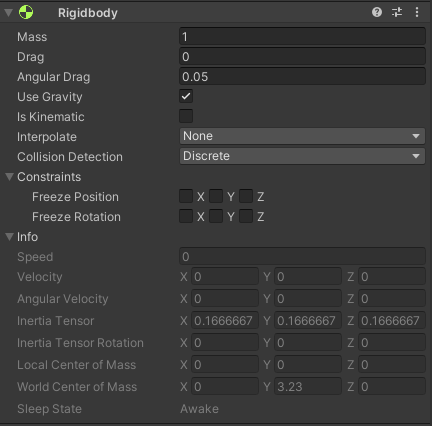 Rigidbody
Mass 1
Drag 0
Angular Drag 0.05
Use Gravity
Is Kinematic
Interpolate None
Collision Detection Discrete
Constraints
Freeze Position X Y Z
Freeze Rotation X Y Z
Info
Speed 0
Velocity X 0 Y 0 Z 0
Angular Velocity X 0 Y 0 Z 0
Inertia Tensor X 0.1666667 Y 0.1666667 Z 0.1666667
Inertia Tensor Rotation X 0 Y 0 Z 0
Local Center of Mass X 0 Y 0 Z 0
World Center of Mass X 0 Y 3.23 Z 0
Sleep State Awake